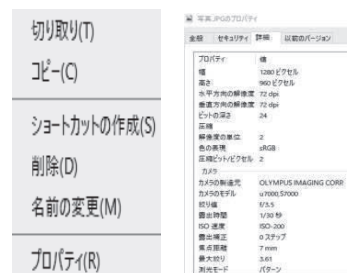 切り取り(T)
コピー(C)
ショートカットの作成(S)
削除(D)
名前の変更(M)
プロパティ(R)
写真.JPGのプロパティ
全般 セキュリティ 詳細 以前のバージョン
プロパティ 値
幅 1280 ピクセル
高さ 960 ピクセル
水平方向の解像度 72 dpi
垂直方向の解像度 72 dpi
ビットの深さ 24
圧縮
解像度の単位 2
色の表現 sRGB
圧縮ビット/ピクセル 2
カメラ
カメラの製造元 OLYMPUS IMAGING CORP
カメラのモデル u7000,S7000
絞り値 f/3.5
露出時間 1/30 秒
ISO 速度 ISO-200
露出補正 0 ステップ
焦点距離 7 mm
最大絞り 3.61
測光モード パターン